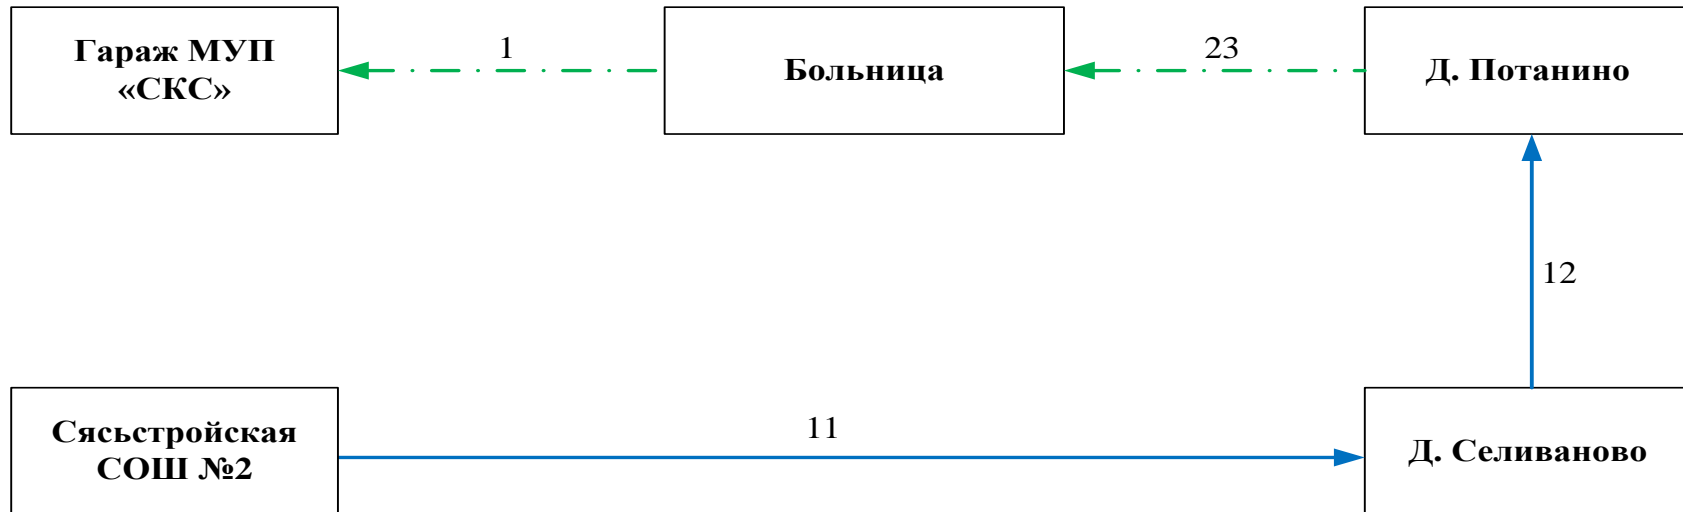 Гараж МУП
«СКС»
1
Больница
23
Д. Потанино
12
Сясьстройская
СОШ №2
11
Д. Селиваново